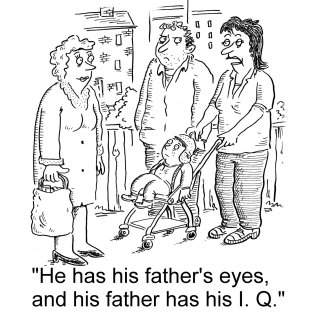 "He has his father's eyes,
and his father has his I. Q."